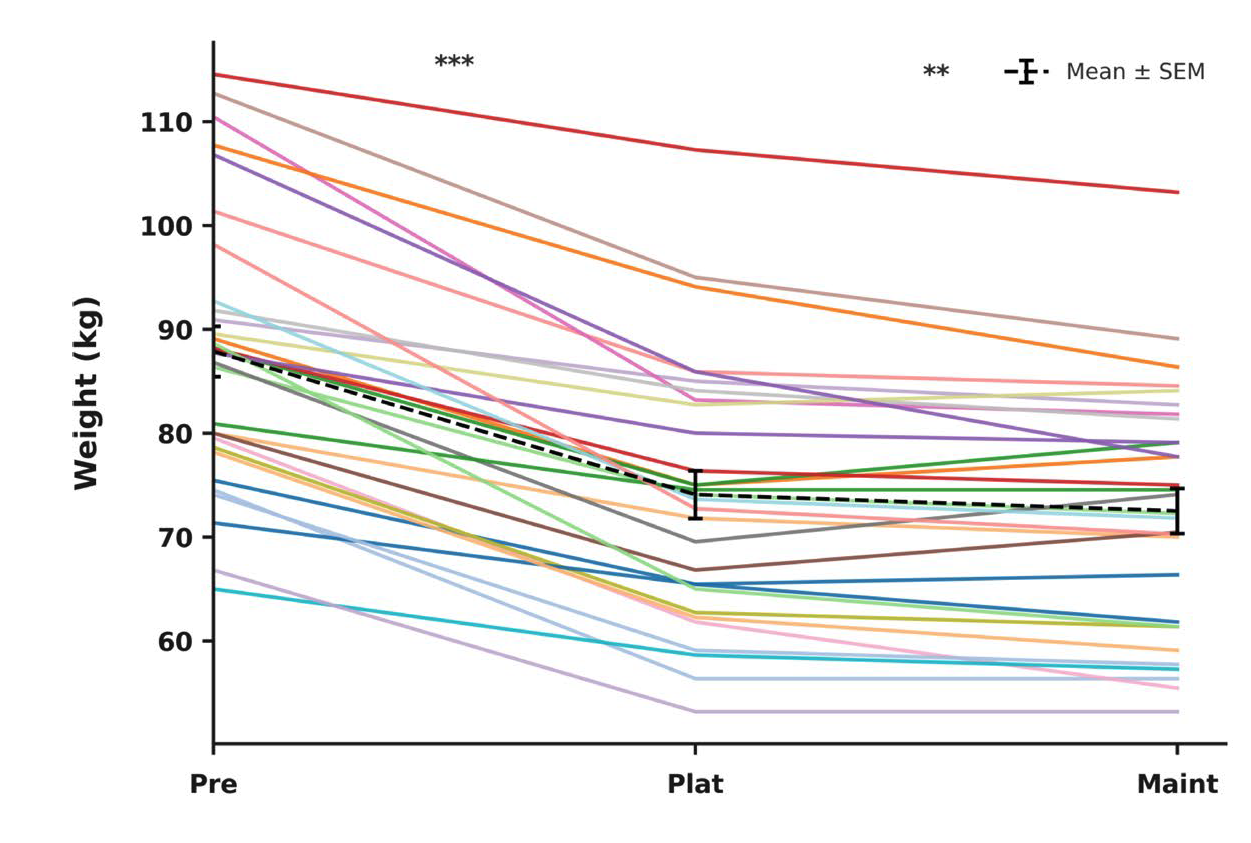 ***
**
Mean ± SEM
110
100
90
80
70
60
Weight (kg)
Pre
Plat
Maint